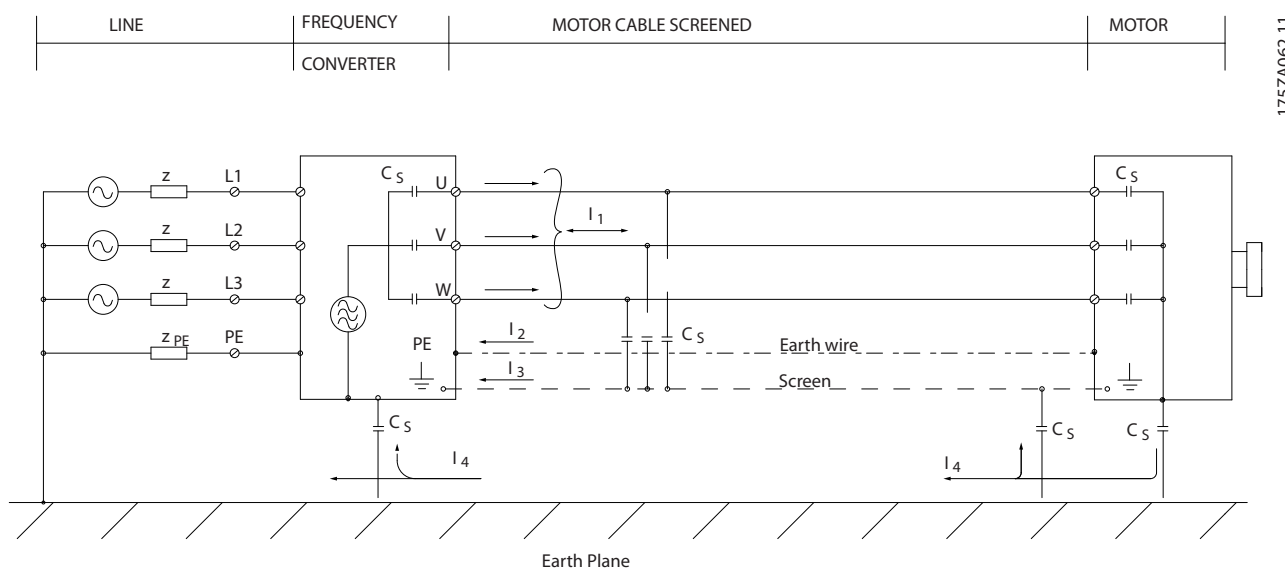 LINE
FREQUENCY
CONVERTER
MOTOR CABLE SCREENED
MOTOR
175ZA062.11
z L1
z L2
z L3
z PE PE
C S U
V
W
PE
I 1
I 2
I 3
C S
Earth wire
Screen
C S
C S
I 4
I 4
C S
C S
Earth Plane